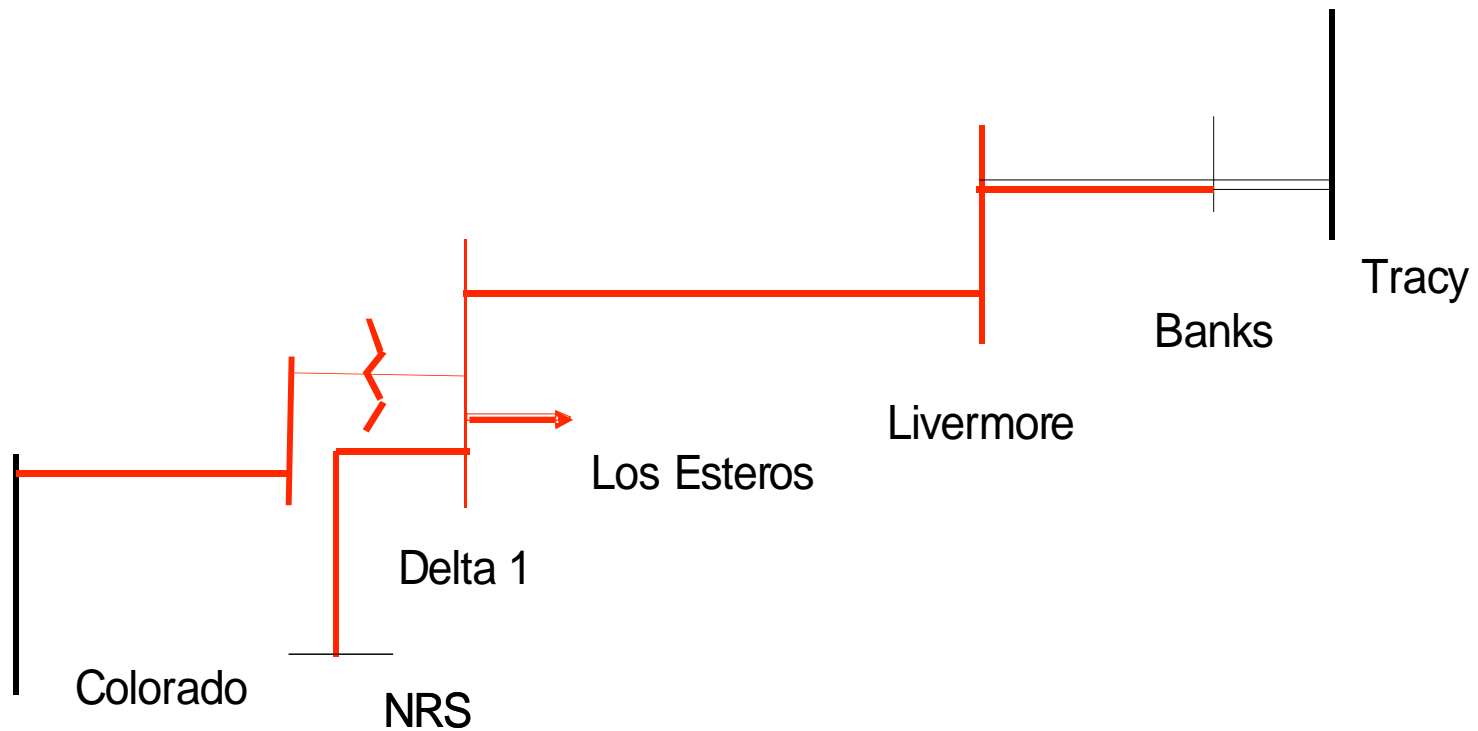 Tracy
Banks
Livermore
Los Esteros
Delta 1
Colorado
NRS